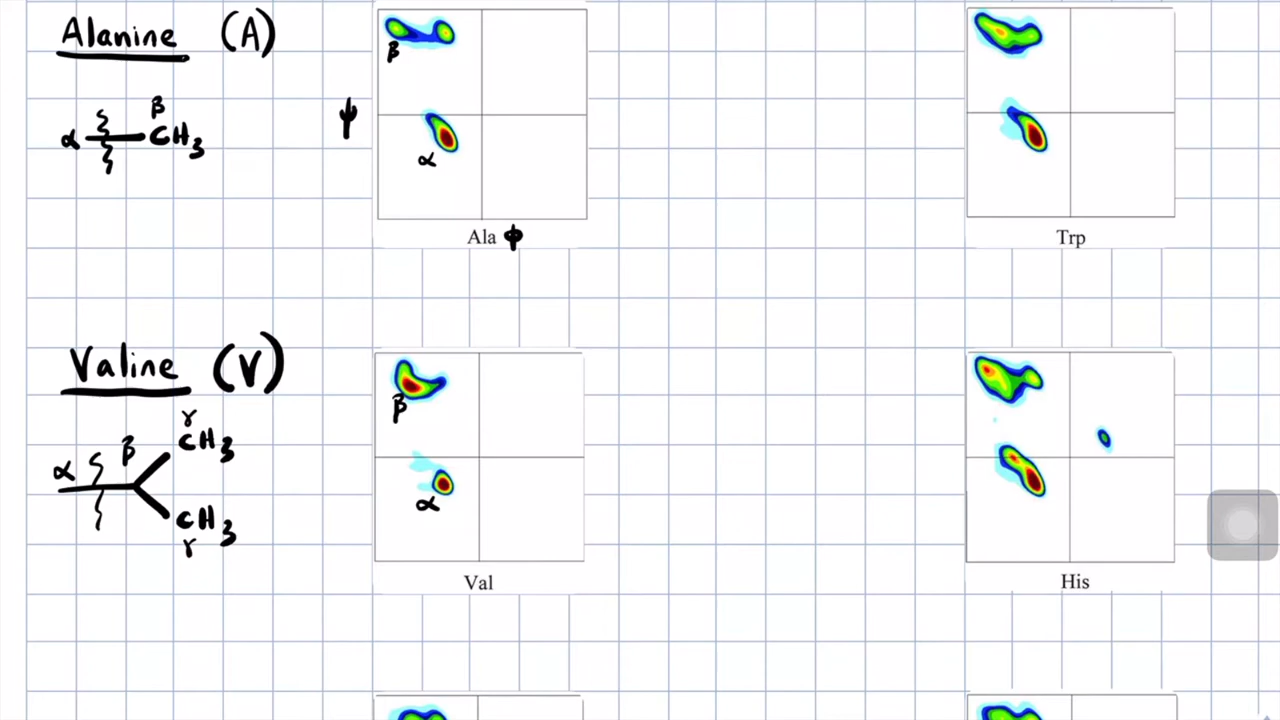 Alanine (A)
β
α CH3
ψ
β
α
Ala ϕ
Trp
Valine (V)
γ
CH3
β
α
CH3
γ
β
α
Val
His